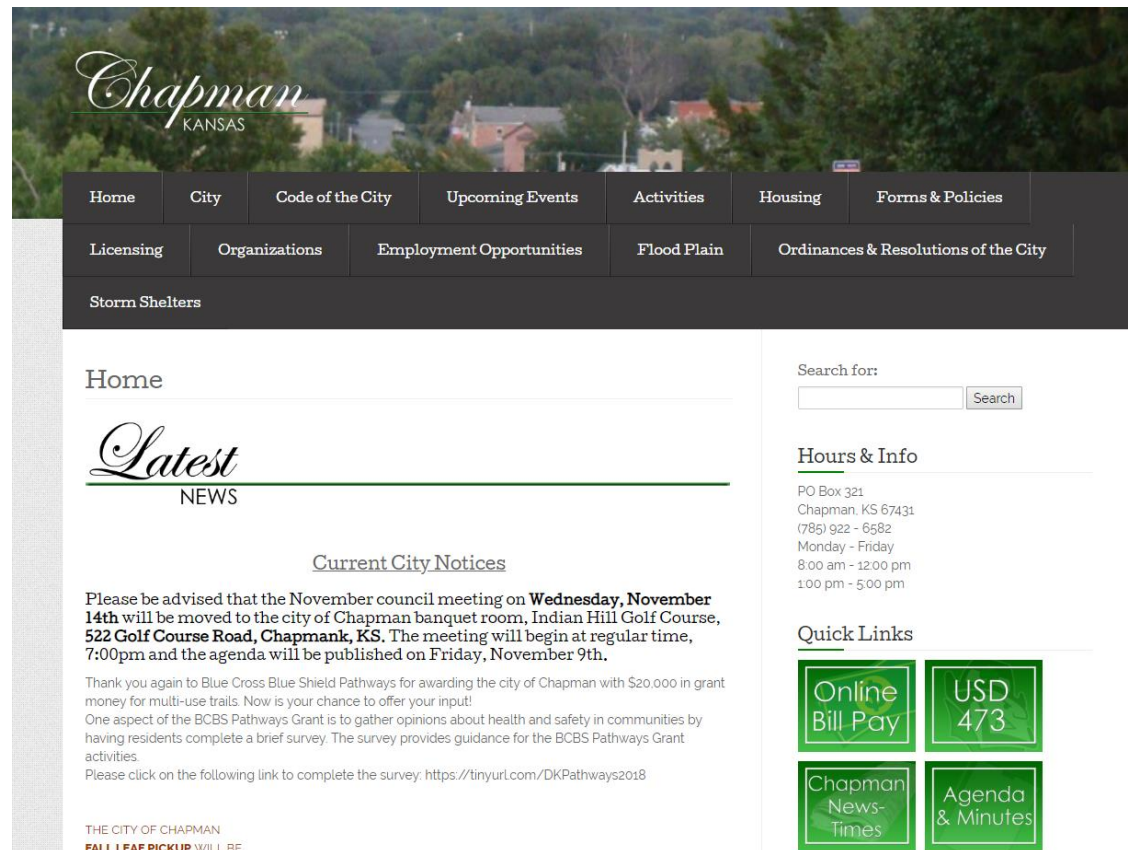 Chapman
KANSAS
Home City Code of the City Upcoming Events Activities Housing Forms & Policies
Licensing Organizations Employment Opportunities Flood Plain Ordinances & Resolutions of the City
Storm Shelters
Home
Latest
NEWS
Current City Notices
Please be advised that the November council meeting on Wednesday, November
14th will be moved to the city of Chapman banquet room, Indian Hill Golf Course,
522 Golf Course Road, Chapmank, KS. The meeting will begin at regular time,
7:00pm and the agenda will be published on Friday, November 9th.
Thank you again to Blue Cross Blue Shield Pathways for awarding the city of Chapman with $20,000 in grant
money for multi-use trails. Now is your chance to offer your input!
One aspect of the BCBS Pathways Grant is to gather opinions about health and safety in communities by
having residents complete a brief survey. The survey provides guidance for the BCBS Pathways Grant
activities.
Please click on the following link to complete the survey: https://tinyurl.com/DKPathways2018
THE CITY OF CHAPMAN
FALL LEAF PICKUP WILL BE
Search for:
Search
Hours & Info
PO Box 321
Chapman, KS 67431
(785) 922 - 6582
Monday - Friday
8:00 am - 12:00 pm
1:00 pm - 5:00 pm
Quick Links
Online
Bill Pay
USD
473
Chapman
News-
Times
Agenda
& Minutes